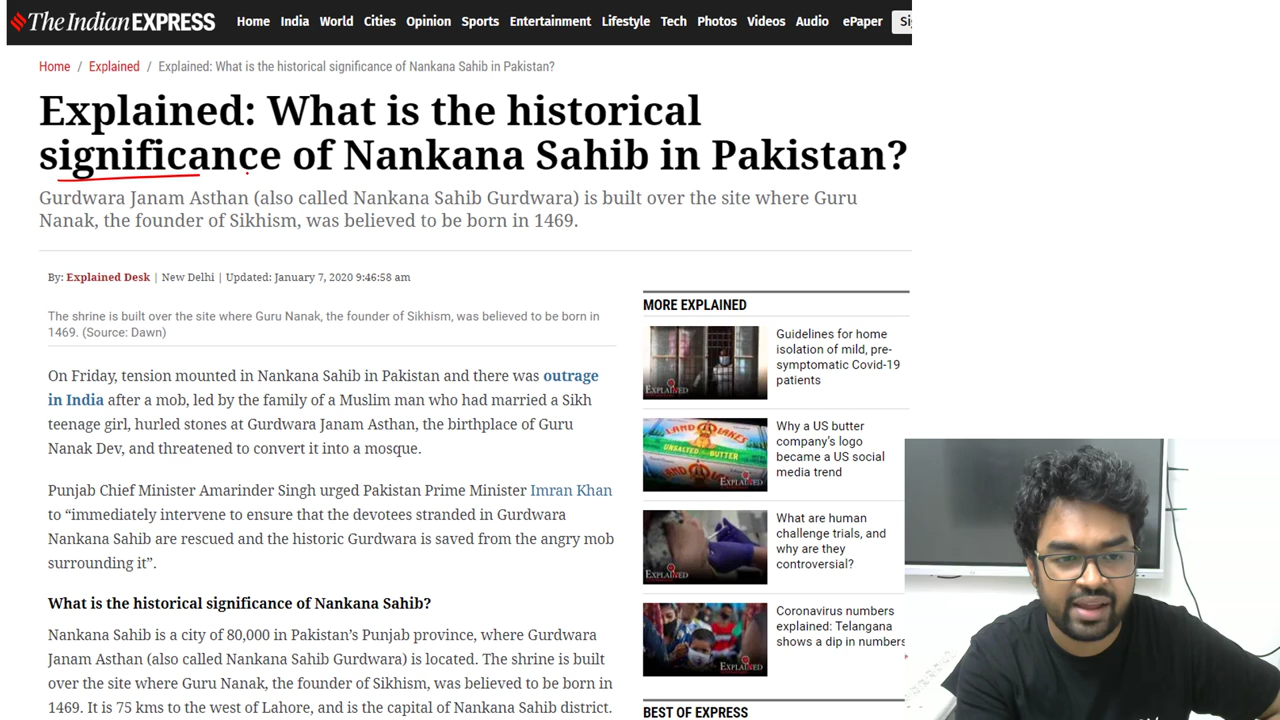 The Indian EXPRESS
Home India World Cities Opinion Sports Entertainment Lifestyle Tech Photos Videos Audio ePaper
Home / Explained / Explained: What is the historical significance of Nankana Sahib in Pakistan?
Explained: What is the historical
significance of Nankana Sahib in Pakistan?
Gurdwara Janam Asthan (also called Nankana Sahib Gurdwara) is built over the site where Guru
Nanak, the founder of Sikhism, was believed to be born in 1469.
By: Explained Desk | New Delhi | Updated: January 7, 2020 9:46:58 am
The shrine is built over the site where Guru Nanak, the founder of Sikhism, was believed to be born in
1469. (Source: Dawn)
On Friday, tension mounted in Nankana Sahib in Pakistan and there was outrage
in India after a mob, led by the family of a Muslim man who had married a Sikh
teenage girl, hurled stones at Gurdwara Janam Asthan, the birthplace of Guru
Nanak Dev, and threatened to convert it into a mosque.
Punjab Chief Minister Amarinder Singh urged Pakistan Prime Minister Imran Khan
to “immediately intervene to ensure that the devotees stranded in Gurdwara
Nankana Sahib are rescued and the historic Gurdwara is saved from the angry mob
surrounding it”.
What is the historical significance of Nankana Sahib?
Nankana Sahib is a city of 80,000 in Pakistan’s Punjab province, where Gurdwara
Janam Asthan (also called Nankana Sahib Gurdwara) is located. The shrine is built
over the site where Guru Nanak, the founder of Sikhism, was believed to be born in
1469. It is 75 kms to the west of Lahore, and is the capital of Nankana Sahib district.
MORE EXPLAINED
EXPLAINED
Guidelines for home
isolation of mild, pre-
symptomatic Covid-19
patients
LAND O LAKES
UNSALTED BUTTER
EXPLAINED
Why a US butter
company’s logo
became a US social
media trend
EXPLAINED
What are human
challenge trials, and
why are they
controversial?
EXPLAINED
Coronavirus numbers
explained: Telangana
shows a dip in numbers
BEST OF EXPRESS